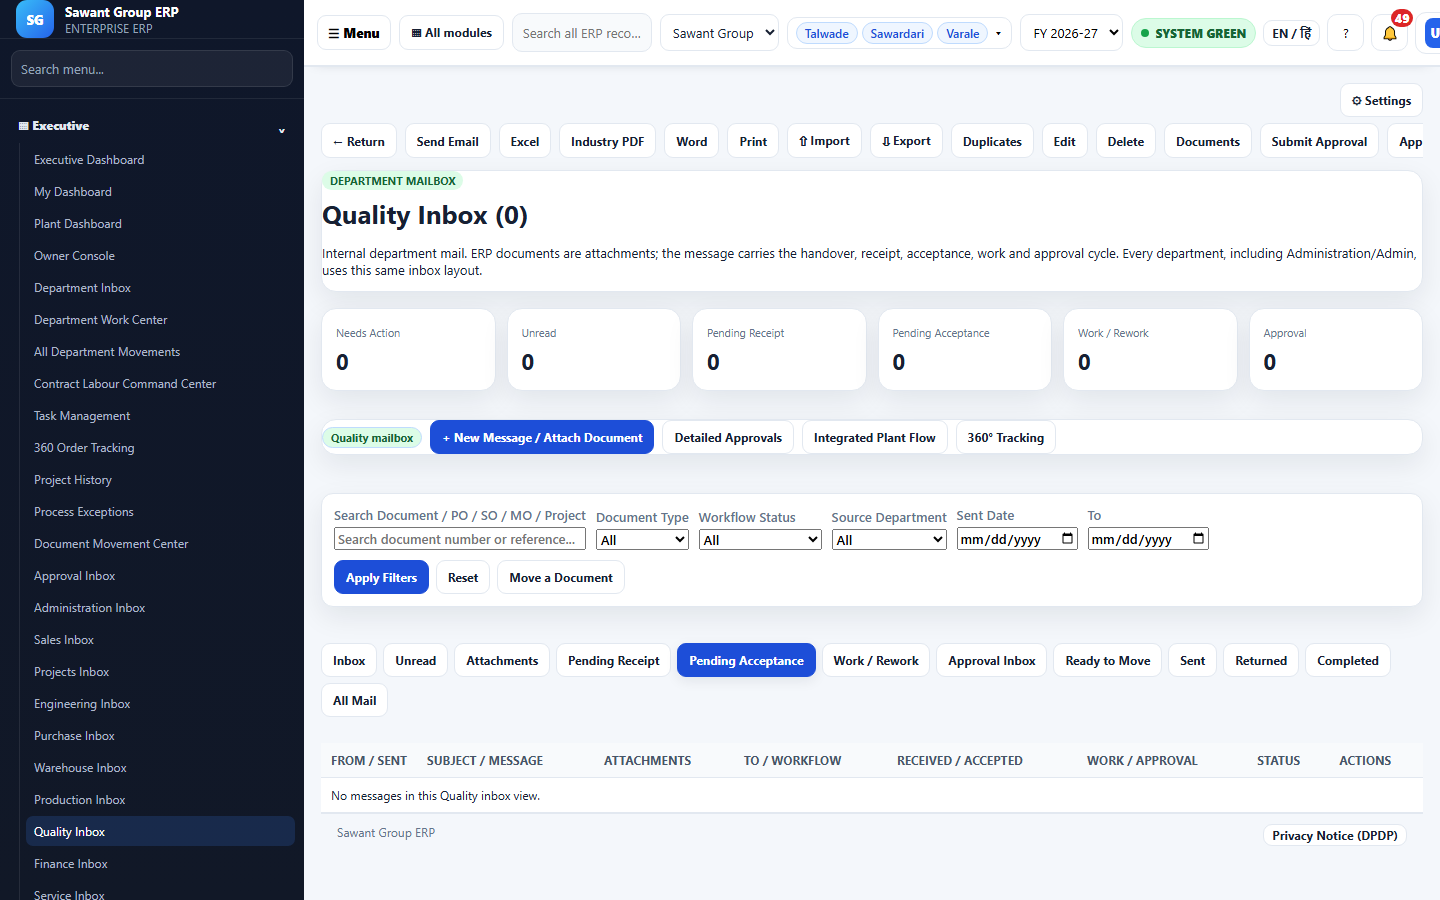 SG
Sawant Group ERP
ENTERPRISE ERP
Search menu...
Executive
Executive Dashboard
My Dashboard
Plant Dashboard
Owner Console
Department Inbox
Department Work Center
All Department Movements
Contract Labour Command Center
Task Management
360 Order Tracking
Project History
Process Exceptions
Document Movement Center
Approval Inbox
Administration Inbox
Sales Inbox
Projects Inbox
Engineering Inbox
Purchase Inbox
Warehouse Inbox
Production Inbox
Quality Inbox
Finance Inbox
Service Inbox
☰ Menu
All modules
Search all ERP reco...
Sawant Group
Talwade
Sawardari
Varale
FY 2026-27
SYSTEM GREEN
EN / हिं
?
49
U
⚙ Settings
← Return
Send Email
Excel
Industry PDF
Word
Print
⇧ Import
⇩ Export
Duplicates
Edit
Delete
Documents
Submit Approval
App
DEPARTMENT MAILBOX
Quality Inbox (0)
Internal department mail. ERP documents are attachments; the message carries the handover, receipt, acceptance, work and approval cycle. Every department, including Administration/Admin,
uses this same inbox layout.
Needs Action
0
Unread
0
Pending Receipt
0
Pending Acceptance
0
Work / Rework
0
Approval
0
Quality mailbox
+ New Message / Attach Document
Detailed Approvals
Integrated Plant Flow
360° Tracking
Search Document / PO / SO / MO / Project
Search document number or reference...
Document Type
All
Workflow Status
All
Source Department
All
Sent Date
mm/dd/yyyy
To
mm/dd/yyyy
Apply Filters
Reset
Move a Document
Inbox
Unread
Attachments
Pending Receipt
Pending Acceptance
Work / Rework
Approval Inbox
Ready to Move
Sent
Returned
Completed
All Mail
FROM / SENT
SUBJECT / MESSAGE
ATTACHMENTS
TO / WORKFLOW
RECEIVED / ACCEPTED
WORK / APPROVAL
STATUS
ACTIONS
No messages in this Quality inbox view.
Sawant Group ERP
Privacy Notice (DPDP)